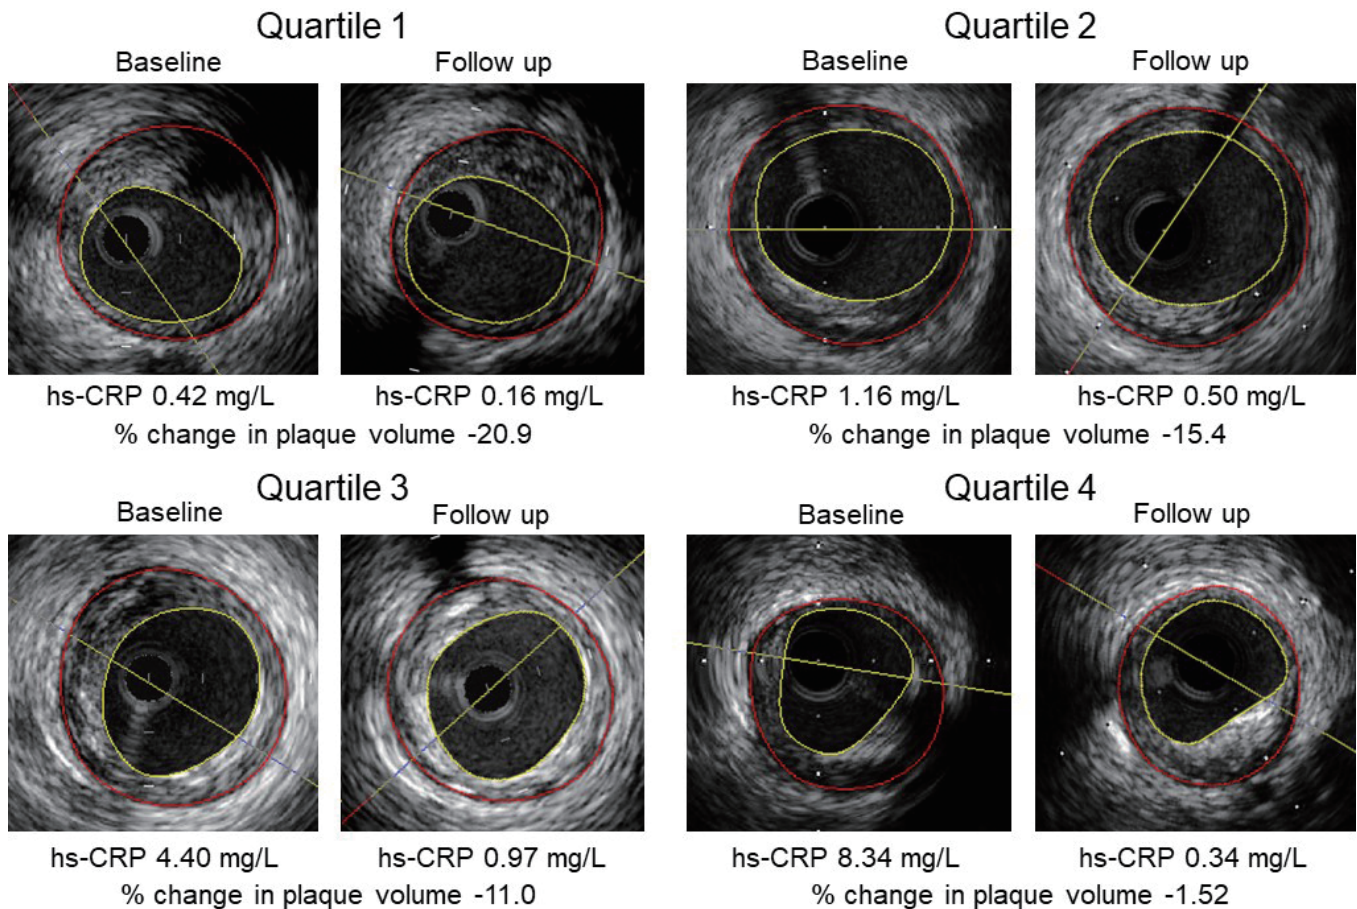 Quartile 1
Baseline Follow up
hs-CRP 0.42 mg/L hs-CRP 0.16 mg/L
% change in plaque volume -20.9
Quartile 2
Baseline Follow up
hs-CRP 1.16 mg/L hs-CRP 0.50 mg/L
% change in plaque volume -15.4
Quartile 3
Baseline Follow up
hs-CRP 4.40 mg/L hs-CRP 0.97 mg/L
% change in plaque volume -11.0
Quartile 4
Baseline Follow up
hs-CRP 8.34 mg/L hs-CRP 0.34 mg/L
% change in plaque volume -1.52